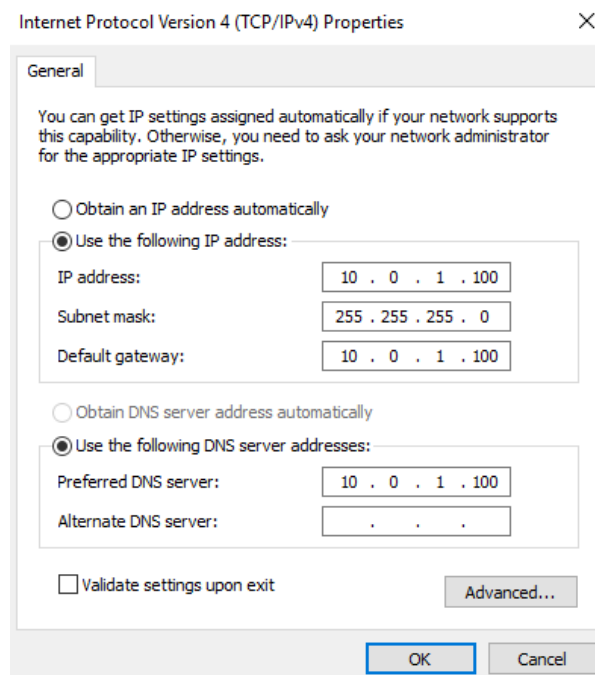 Internet Protocol Version 4 (TCP/IPv4) Properties
General
You can get IP settings assigned automatically if your network supports
this capability. Otherwise, you need to ask your network administrator
for the appropriate IP settings.
Obtain an IP address automatically
Use the following IP address:
IP address: 10 . 0 . 1 . 100
Subnet mask: 255 . 255 . 255 . 0
Default gateway: 10 . 0 . 1 . 100
Obtain DNS server address automatically
Use the following DNS server addresses:
Preferred DNS server: 10 . 0 . 1 . 100
Alternate DNS server: . . .
Validate settings upon exit Advanced...
OK Cancel